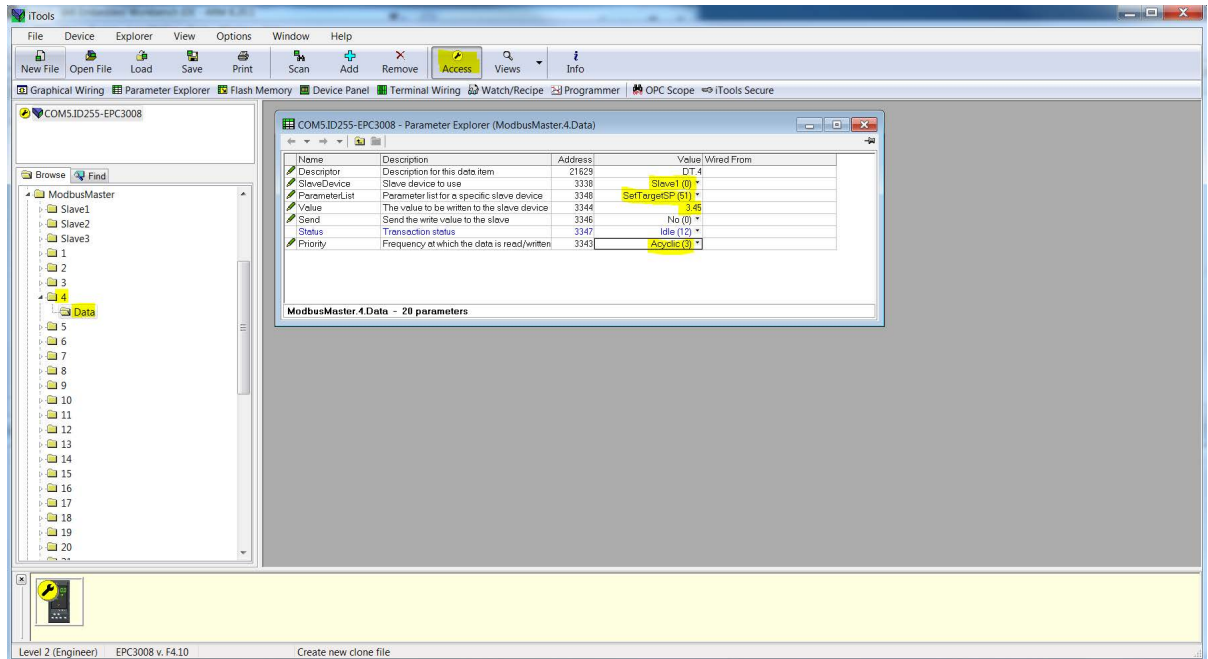 iTools
File Device Explorer View Options Window Help
New File Open File Load Save Print Scan Add Remove Access Views Info
Graphical Wiring Parameter Explorer Flash Memory Device Panel Terminal Wiring Watch/Recipe Programmer OPC Scope iTools Secure
COM5.ID255-EPC3008
Browse Find
ModbusMaster
Slave1
Slave2
Slave3
1
2
3
4
Data
5
6
7
8
9
10
11
12
13
14
15
16
17
18
19
20
COM5.ID255-EPC3008 - Parameter Explorer (ModbusMaster.4.Data)
Name Description Address Value Wired From
Descriptor Description for this data item 21629 DT.4
SlaveDevice Slave device to use 3338 Slave1 (0)
ParameterList Parameter list for a specific slave device 3348 SetTargetSP (51)
Value The value to be written to the slave device 3344 3.45
Send Send the write value to the slave 3346 No (0)
Status Transaction status 3347 Idle (12)
Priority Frequency at which the data is read/written 3343 Acyclic (3)
ModbusMaster.4.Data - 20 parameters
Level 2 (Engineer) EPC3008 v. F4.10 Create new clone file